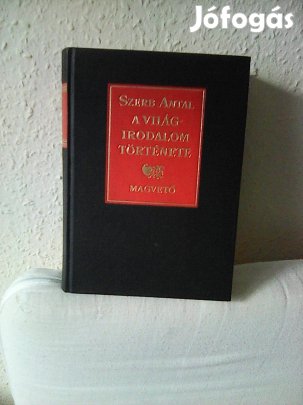 Jófogás
SZERB ANTAL
A VILÁG-
IRODALOM
TÖRTÉNETE
MAGVETŐ